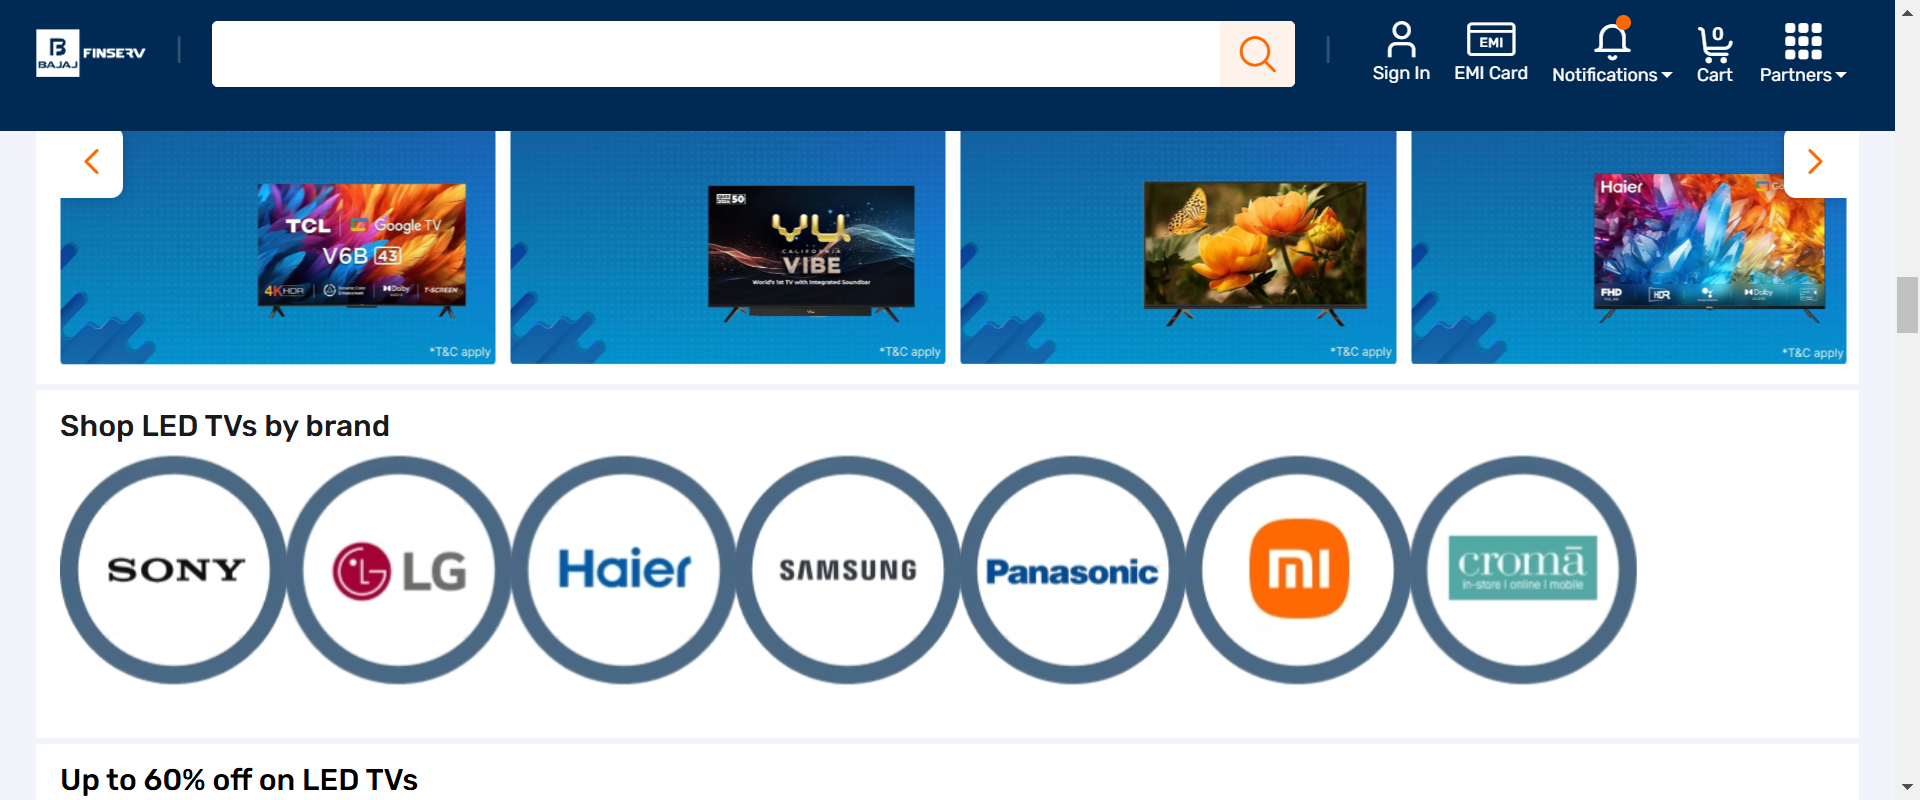 BAJAJ
FINSERV
Sign In
EMI
EMI Card
Notifications
0
Cart
Partners
TCL
Google TV
V6B 43
4K HDR
Dolby
T-SCREEN
*T&C apply
50
VU
CALIFORNIA
VIBE
World's 1st TV with Integrated Soundbar
*T&C apply
*T&C apply
Haier
Go
FHD
HDR
Dolby
*T&C apply
Shop LED TVs by brand
SONY
LG
Haier
SAMSUNG
Panasonic
mi
cromā
in-store | online | mobile
Up to 60% off on LED TVs